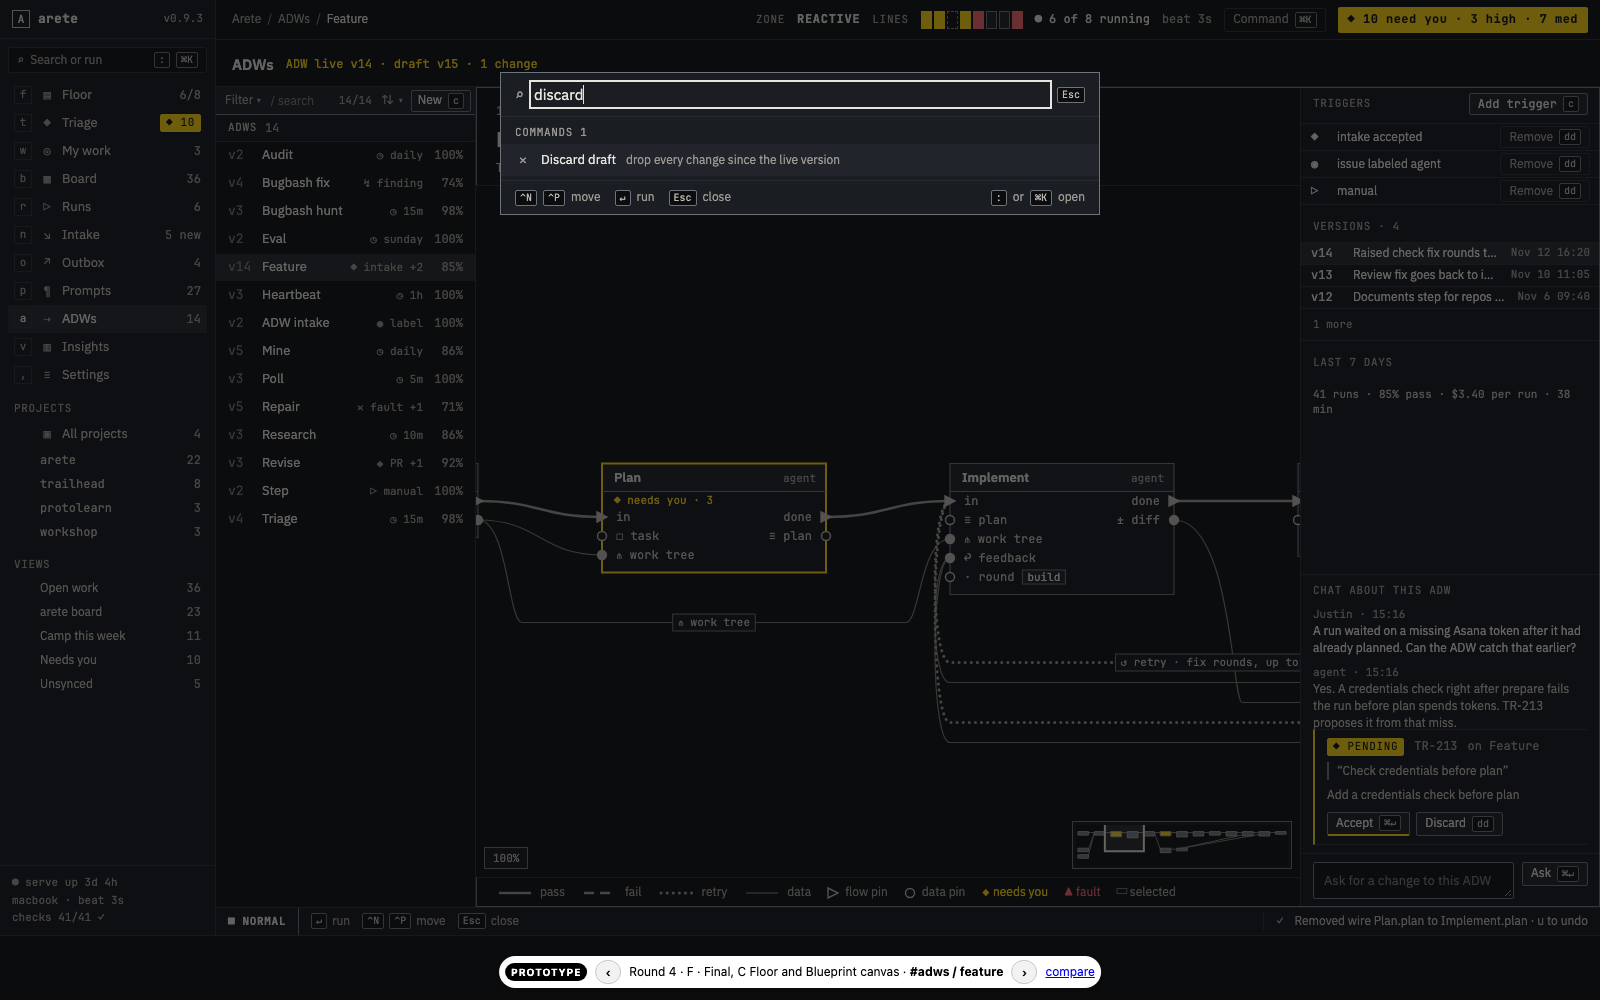 A arete v0.9.3
Arete / ADWs / Feature
ZONE REACTIVE LINES
6 of 8 running beat 3s
Command ⌘K
◆ 10 need you · 3 high · 7 med
Search or run : ⌘K
f Floor 6/8
t ◆ Triage ◆ 10
w My work 3
b Board 36
r ▷ Runs 6
n ↘ Intake 5 new
o ↗ Outbox 4
p ¶ Prompts 27
a → ADWs 14
v Insights
, ≡ Settings
PROJECTS
All projects 4
arete 22
trailhead 8
protolearn 3
workshop 3
VIEWS
Open work 36
arete board 23
Camp this week 11
Needs you 10
Unsynced 5
● serve up 3d 4h
macbook · beat 3s
checks 41/41 ✓
ADWs ADW live v14 · draft v15 · 1 change
Filter / search 14/14 New c
ADWS 14
v2 Audit daily 100%
v4 Bugbash fix finding 74%
v3 Bugbash hunt 15m 98%
v2 Eval sunday 100%
v14 Feature ◆ intake +2 85%
v3 Heartbeat 1h 100%
v2 ADW intake label 100%
v5 Mine daily 86%
v3 Poll 5m 100%
v5 Repair × fault +1 71%
v3 Research 10m 86%
v3 Revise ◆ PR +1 92%
v2 Step ▷ manual 100%
v4 Triage 15m 98%
discard Esc
COMMANDS 1
× Discard draft drop every change since the live version
^N ^P move ↵ run Esc close : or ⌘K open
Plan agent
◆ needs you · 3
in done
task ≡ plan
work tree
work tree
Implement agent
in done
≡ plan ± diff
work tree
feedback
· round build
↺ retry · fix rounds, up to
100%
pass fail retry data flow pin data pin ◆ needs you fault selected
TRIGGERS Add trigger c
◆ intake accepted Remove dd
issue labeled agent Remove dd
▷ manual Remove dd
VERSIONS · 4
v14 Raised check fix rounds t... Nov 12 16:20
v13 Review fix goes back to i... Nov 10 11:05
v12 Documents step for repos ... Nov 6 09:40
1 more
LAST 7 DAYS
41 runs · 85% pass · $3.40 per run · 38
min
CHAT ABOUT THIS ADW
Justin · 15:16
A run waited on a missing Asana token after it had
already planned. Can the ADW catch that earlier?
agent · 15:16
Yes. A credentials check right after prepare fails
the run before plan spends tokens. TR-213
proposes it from that miss.
◆ PENDING TR-213 on Feature
“Check credentials before plan”
Add a credentials check before plan
Accept ⌘↵ Discard dd
Ask for a change to this ADW Ask ⌘↵
■ NORMAL ↵ run ^N ^P move Esc close
✓ Removed wire Plan.plan to Implement.plan · u to undo
PROTOTYPE ‹ Round 4 · F · Final, C Floor and Blueprint canvas · #adws / feature › compare